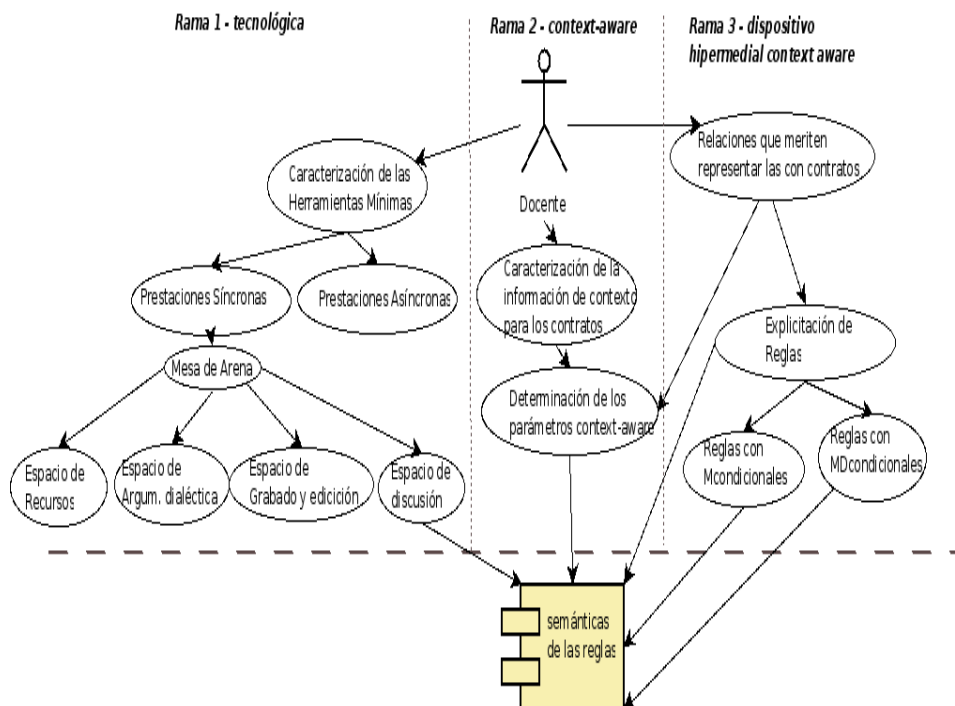 Rama 1 - tecnológica
Rama 2 - context-aware
Rama 3 - dispositivo
hipermedial context aware
Caracterización de las
Herramientas Mínimas
Docente
Relaciones que meriten
representar las con contratos
Prestaciones Síncronas
Prestaciones Asíncronas
Caracterización de la
información de contexto
para los contratos
Explicitación de
Reglas
Mesa de Arena
Determinación de los
parámetros context-aware
Espacio de
Recursos
Espacio de
Argum. dialéctica
Espacio de
Grabado y edicición
Espacio de
discusión
Reglas con
Mcondicionales
Reglas con
MDcondicionales
semánticas
de las reglas